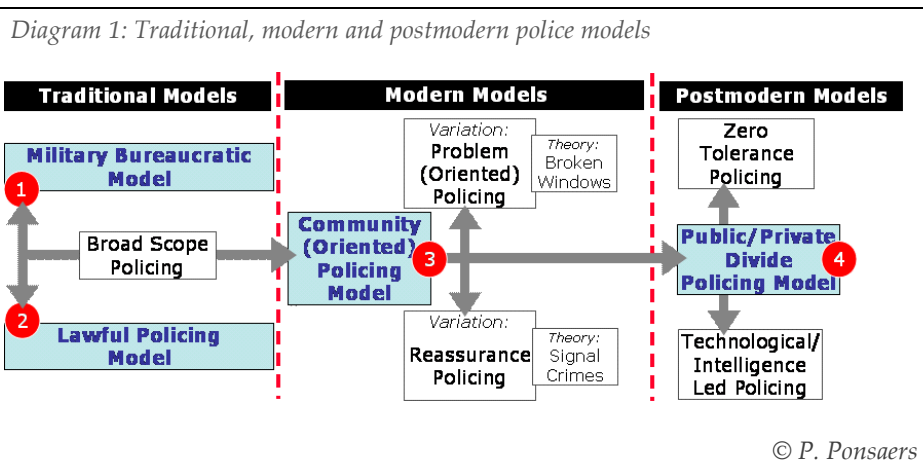 Diagram 1: Traditional, modern and postmodern police models
Traditional Models
Military Bureaucratic
Model
1
Broad Scope
Policing
2
Lawful Policing
Model
Modern Models
Variation:
Problem
(Oriented)
Policing
Theory:
Broken
Windows
Community
(Oriented)
Policing
Model
3
Variation:
Reassurance
Policing
Theory:
Signal
Crimes
Postmodern Models
Zero
Tolerance
Policing
Public/Private
Divide
Policing Model
4
Technological/
Intelligence
Led Policing
© P. Ponsaers